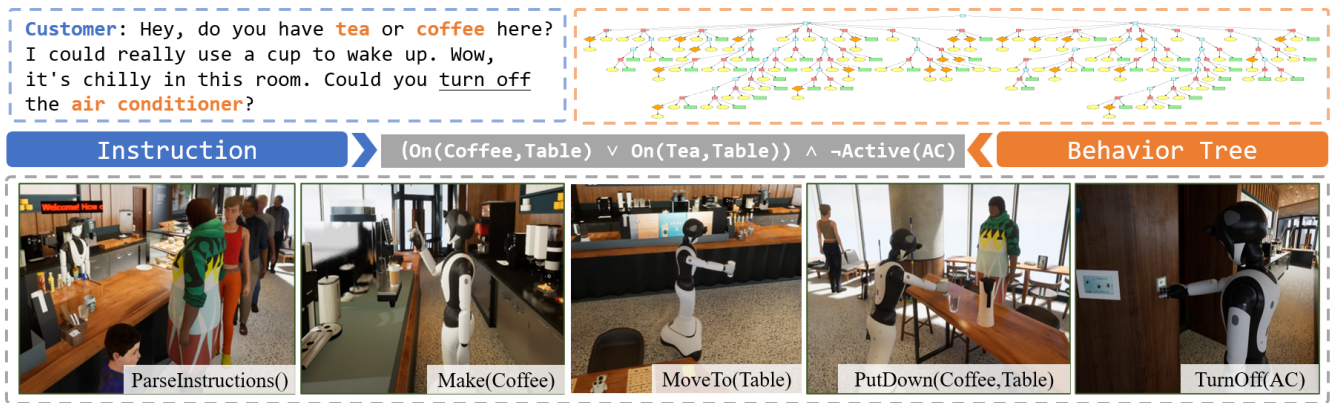 Customer: Hey, do you have tea or coffee here?
I could really use a cup to wake up. Wow,
it's chilly in this room. Could you turn off
the air conditioner?
Instruction
(On(Coffee,Table) ∨ On(Tea,Table)) ∧ ¬Active(AC)
Behavior Tree
Welcome! How c
ParseInstructions()
Make(Coffee)
MoveTo(Table)
PutDown(Coffee,Table)
TurnOff(AC)